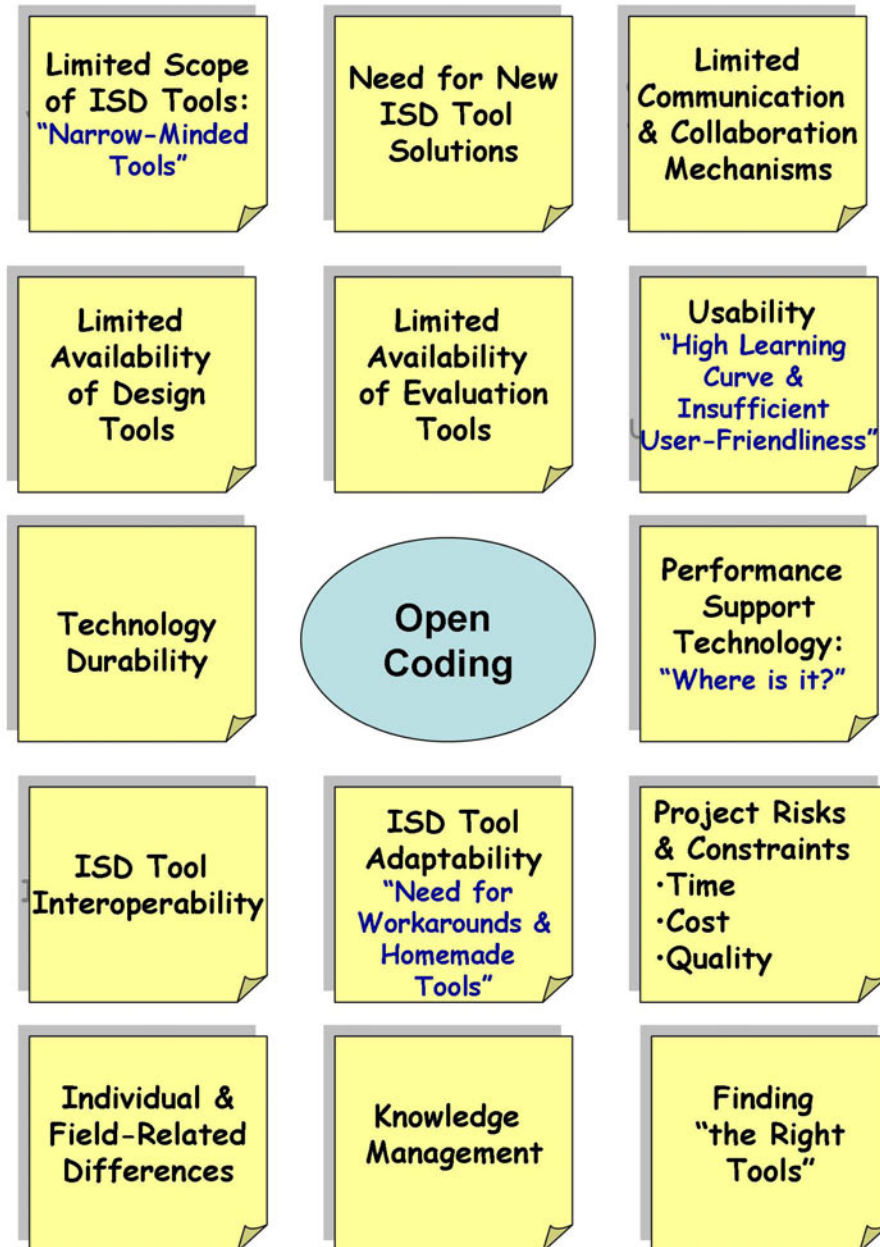 Limited Scope
of ISD Tools:
“Narrow-Minded
Tools”
Need for New
ISD Tool
Solutions
Limited
Communication
& Collaboration
Mechanisms
Limited
Availability
of Design
Tools
Limited
Availability
of Evaluation
Tools
Usability
“High Learning
Curve &
Insufficient
User-Friendliness”
Technology
Durability
Open
Coding
Performance
Support
Technology:
“Where is it?”
ISD Tool
Interoperability
ISD Tool
Adaptability
“Need for
Workarounds &
Homemade
Tools”
Project Risks
& Constraints
•Time
•Cost
•Quality
Individual &
Field-Related
Differences
Knowledge
Management
Finding
“the Right
Tools”